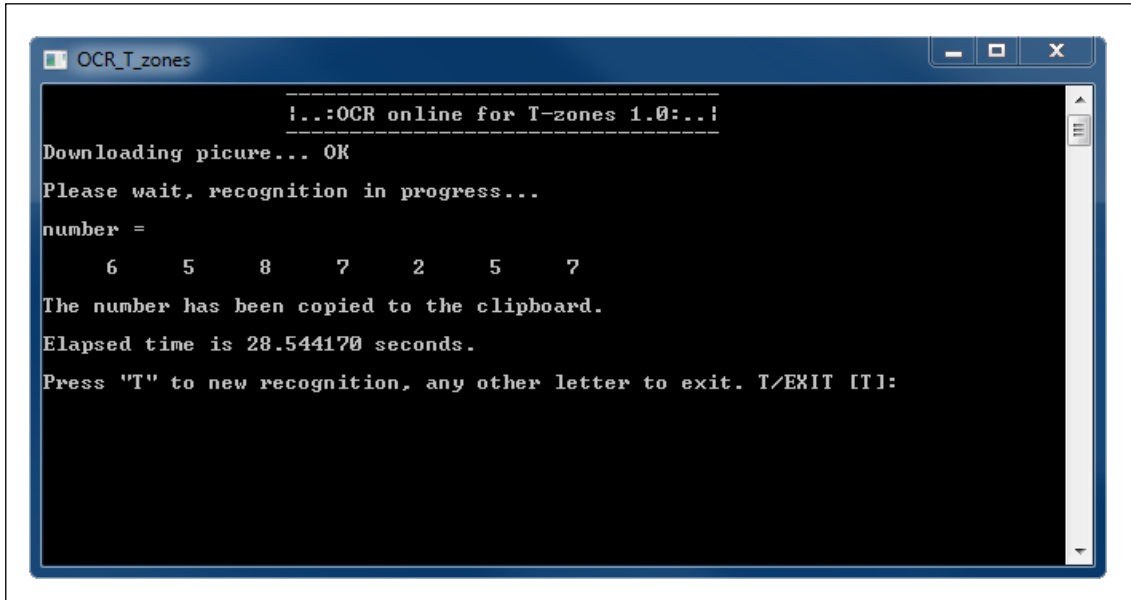 OCR_T_zones
|..:OCR online for T-zones 1.0:..|
Downloading picure... OK
Please wait, recognition in progress...
number =
6 5 8 7 2 5 7
The number has been copied to the clipboard.
Elapsed time is 28.544170 seconds.
Press "T" to new recognition, any other letter to exit. T/EXIT [T]: